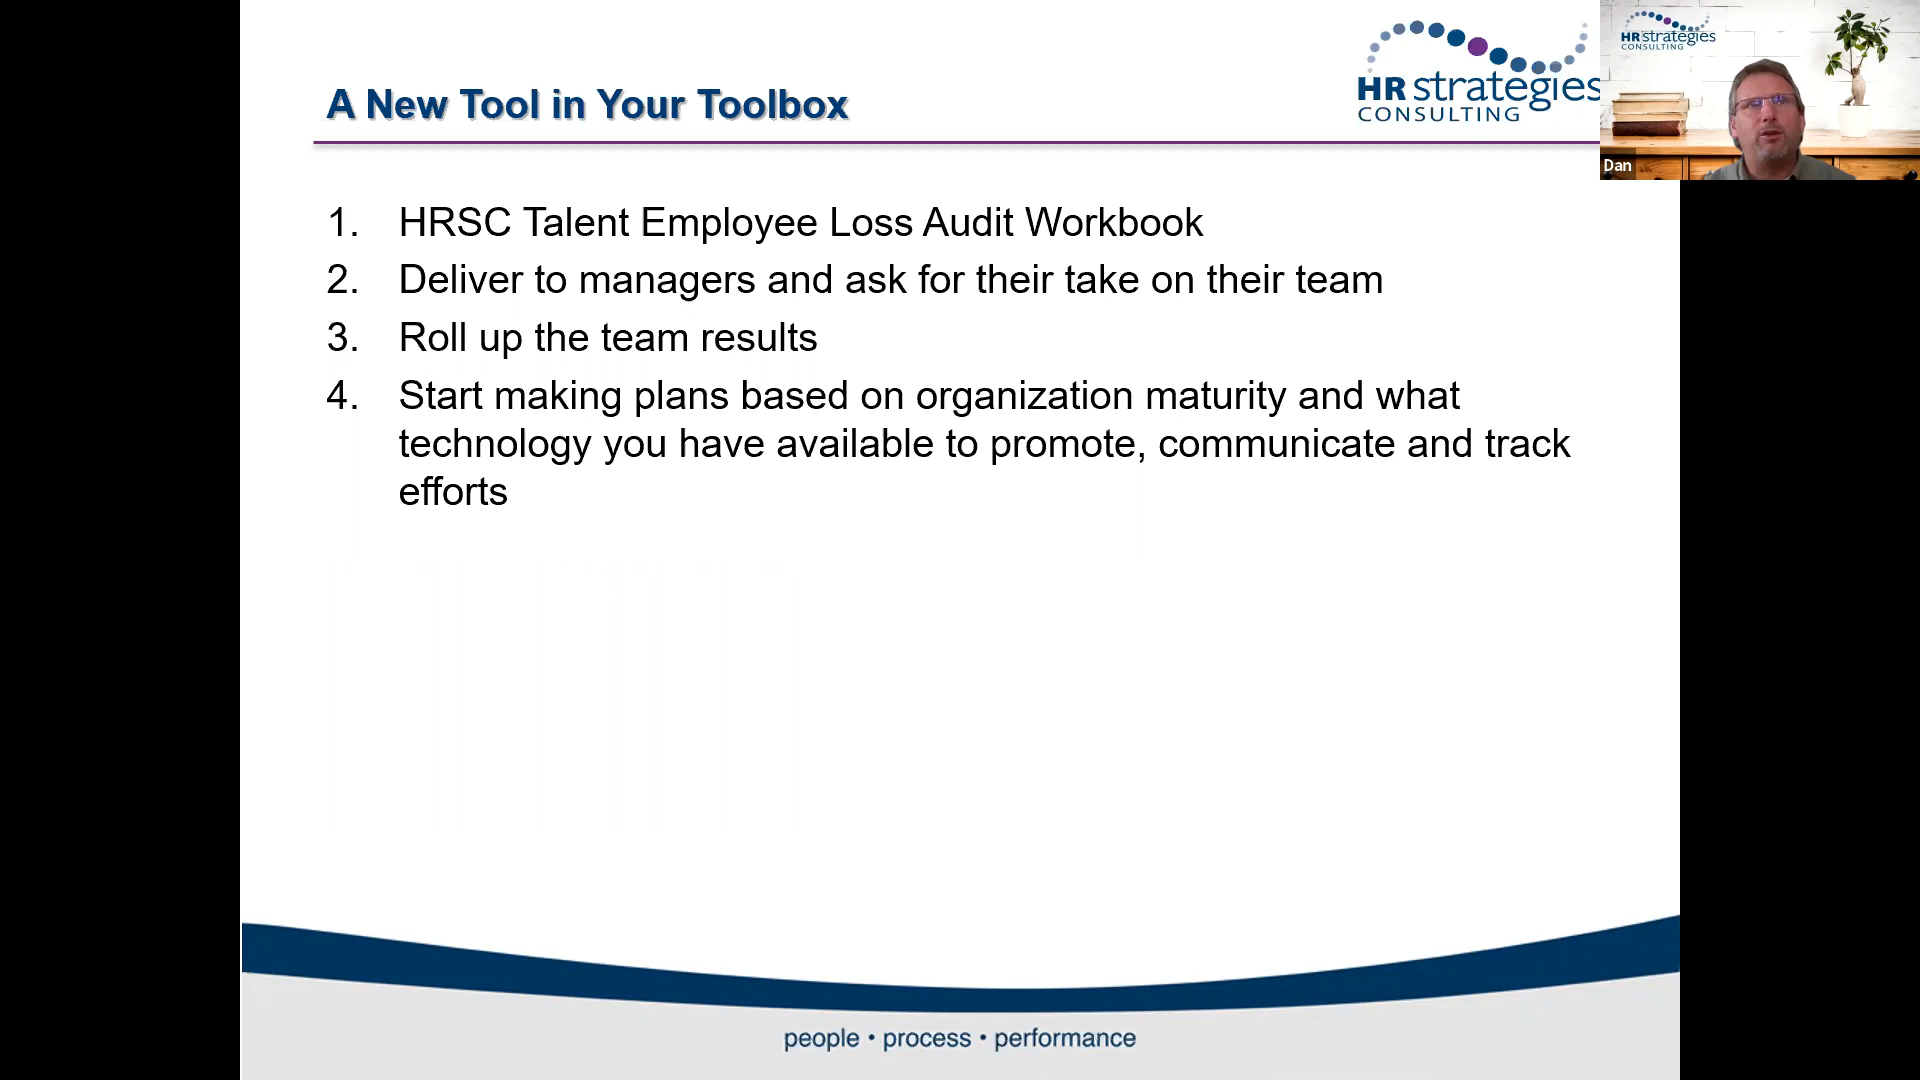 A New Tool in Your Toolbox
HR strategies
CONSULTING
HR strategies
CONSULTING
Dan
1. HRSC Talent Employee Loss Audit Workbook
2. Deliver to managers and ask for their take on their team
3. Roll up the team results
4. Start making plans based on organization maturity and what
technology you have available to promote, communicate and track
efforts
people • process • performance